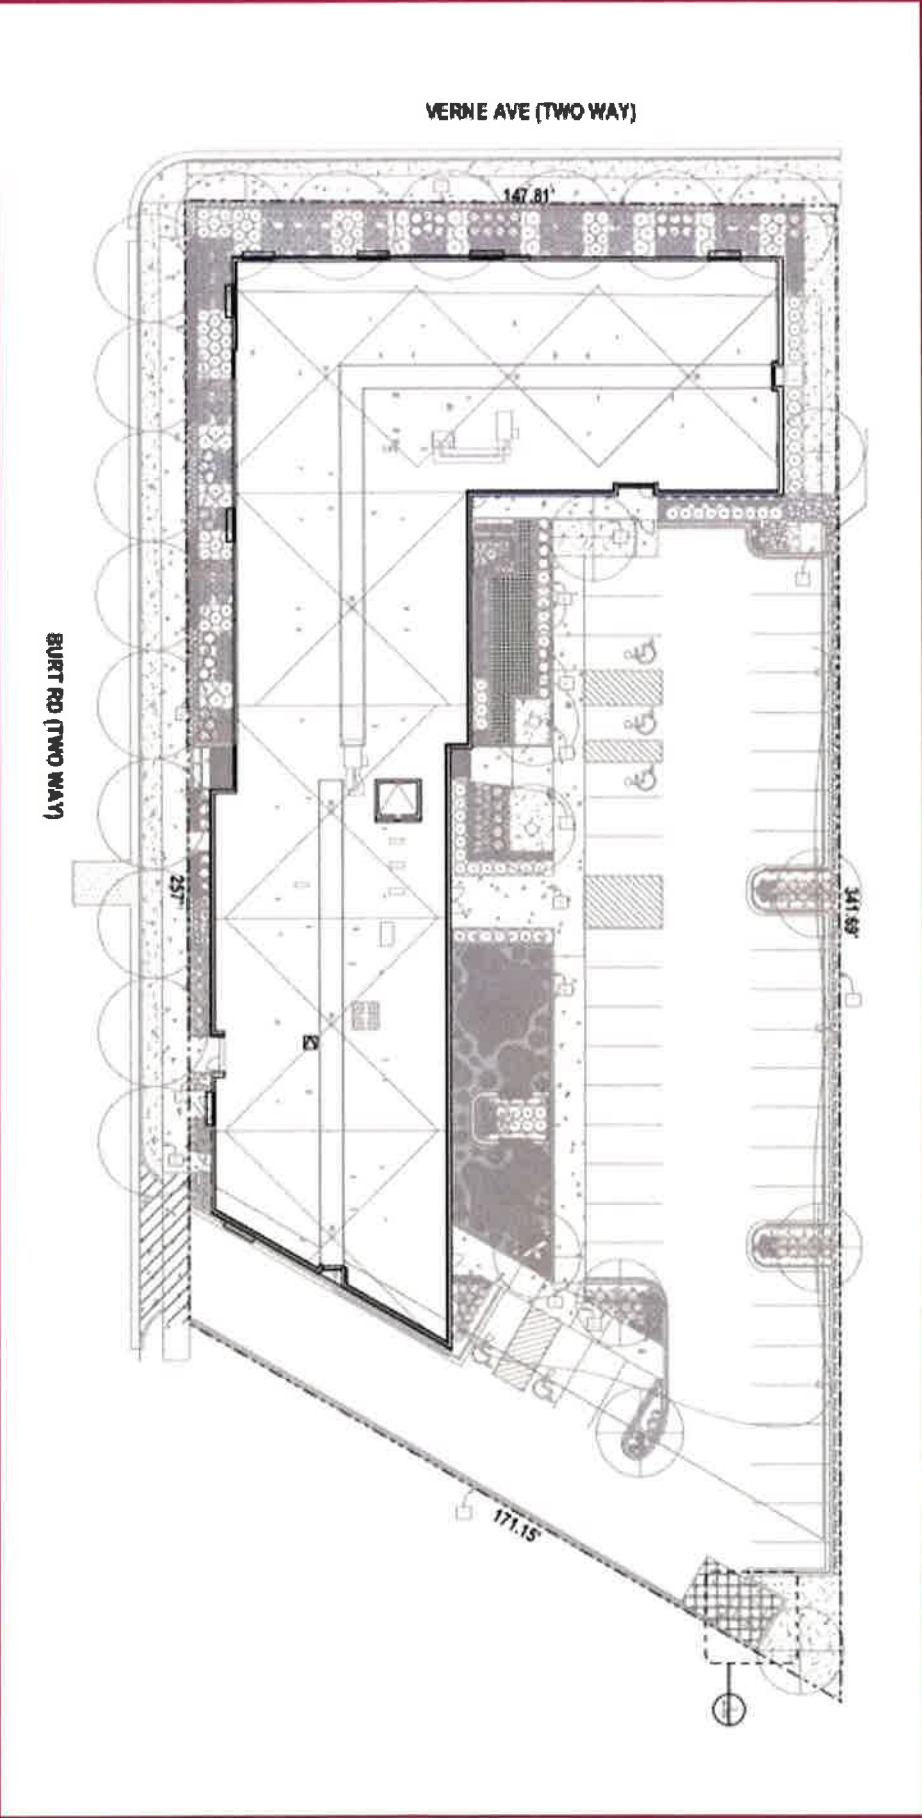 VERNE AVE (TWO WAY)
147.81'
BURT RD (TWO WAY)
257'
341.69'
171.15'